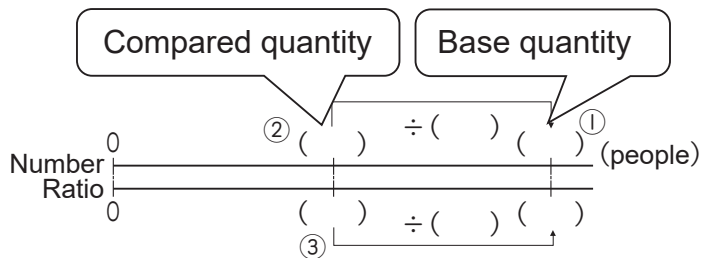 Compared quantity Base quantity
② ÷( ) ①
0 ( ) ( ) (people)
Number
Ratio
0 ( ) ÷( ) ( )
③